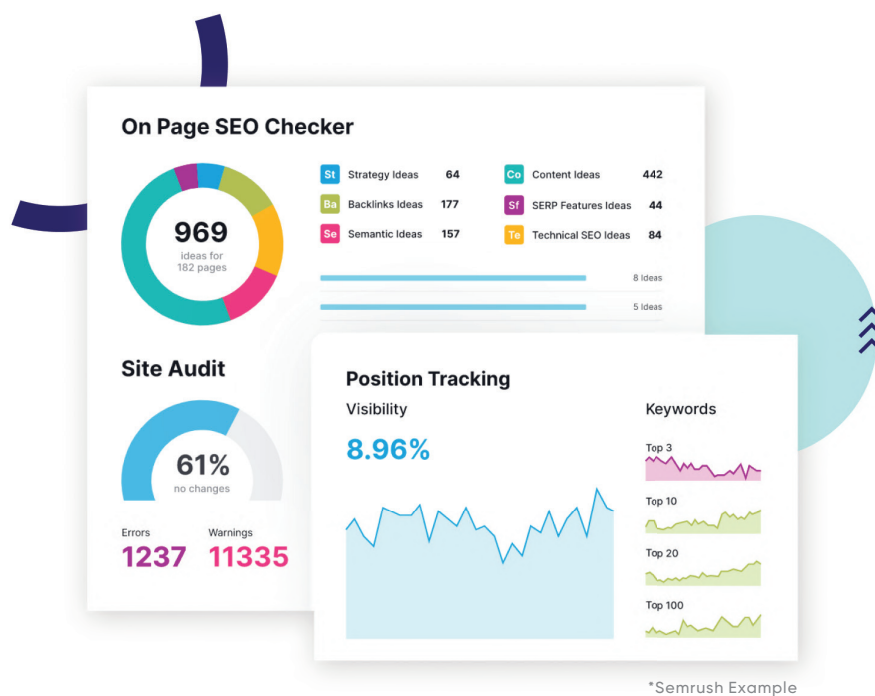 On Page SEO Checker
969
ideas for
182 pages
St Strategy Ideas 64
Ba Backlinks Ideas 177
Se Semantic Ideas 157
Co Content Ideas 442
Sf SERP Features Ideas 44
Te Technical SEO Ideas 84
8 Ideas
5 Ideas
Site Audit
61%
no changes
Errors
1237
Warnings
11335
Position Tracking
Visibility
8.96%
Keywords
Top 3
Top 10
Top 20
Top 100
*Semrush Example